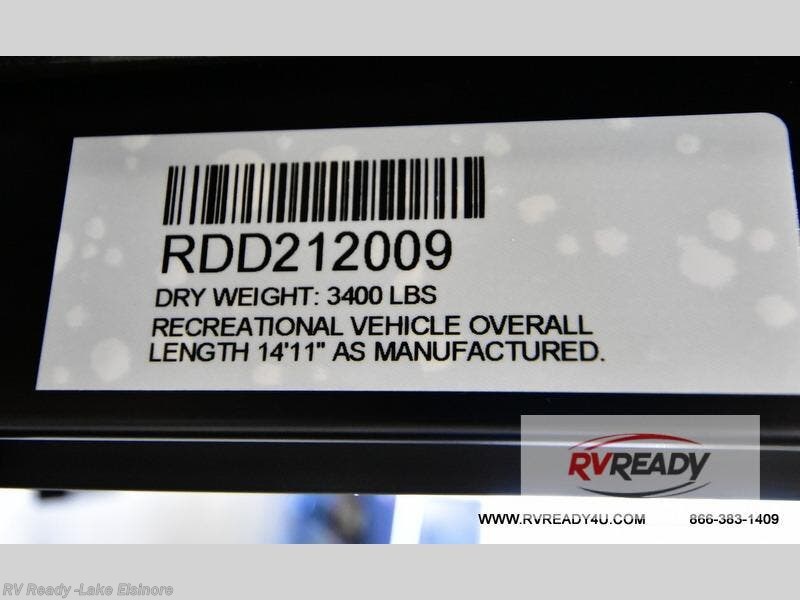 RDD212009
DRY WEIGHT: 3400 LBS
RECREATIONAL VEHICLE OVERALL
LENGTH 14'11" AS MANUFACTURED.
RVREADY
WWW.RVREADY4U.COM 866-383-1409
RV Ready -Lake Elsinore